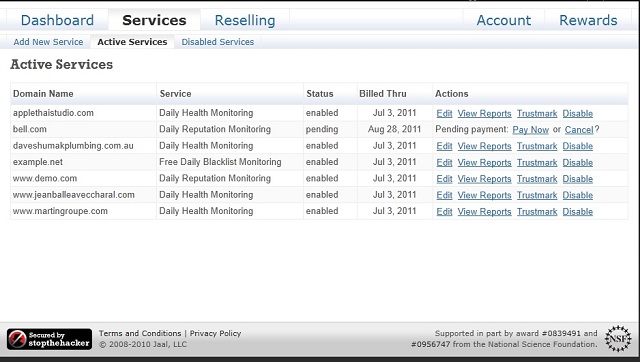 Dashboard Services Reselling Account Rewards
Add New Service Active Services Disabled Services
Active Services
Domain Name Service Status Billed Thru Actions
applethaistudio.com Daily Health Monitoring enabled Jul 3, 2011 Edit View Reports Trustmark Disable
bell.com Daily Reputation Monitoring pending Aug 28, 2011 Pending payment: Pay Now or Cancel?
daveshumakplumbing.com.au Daily Health Monitoring enabled Jul 3, 2011 Edit View Reports Trustmark Disable
example.net Free Daily Blacklist Monitoring enabled Jul 3, 2011 Edit View Reports Trustmark Disable
www.demo.com Daily Reputation Monitoring enabled Jul 3, 2011 Edit View Reports Trustmark Disable
www.jeanballeaveccharal.com Daily Health Monitoring enabled Jul 3, 2011 Edit View Reports Trustmark Disable
www.martingroupe.com Daily Health Monitoring enabled Jul 3, 2011 Edit View Reports Trustmark Disable
Secured by
stopthehacker
Terms and Conditions | Privacy Policy
© 2008-2010 Jaal, LLC
Supported in part by award #0839491 and
#0956747 from the National Science Foundation.
NSF